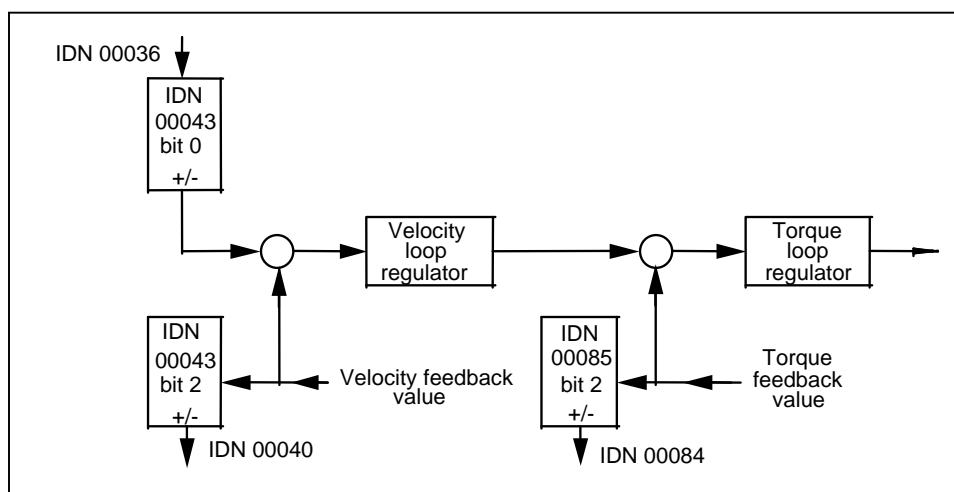 IDN 00036
IDN
00043
bit 0
+/-
Velocity
loop
regulator
Torque
loop
regulator
IDN
00043
bit 2
+/-
Velocity feedback
value
IDN
00085
bit 2
+/-
Torque
feedback
value
IDN 00040
IDN 00084